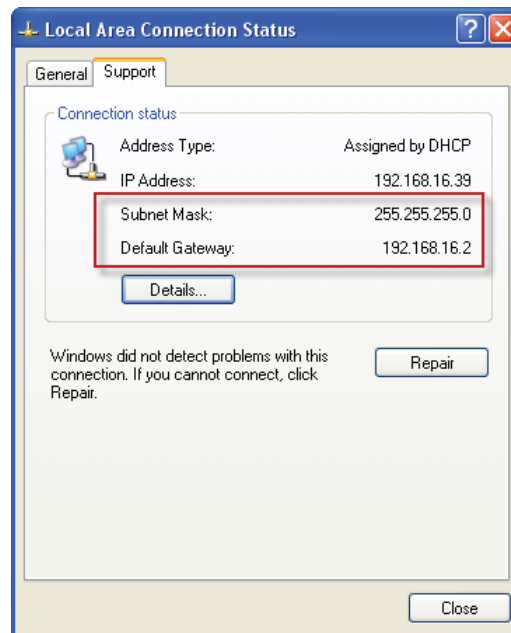 Local Area Connection Status
General Support
Connection status
Address Type: Assigned by DHCP
IP Address: 192.168.16.39
Subnet Mask: 255.255.255.0
Default Gateway: 192.168.16.2
Details...
Windows did not detect problems with this
connection. If you cannot connect, click
Repair.
Repair
Close